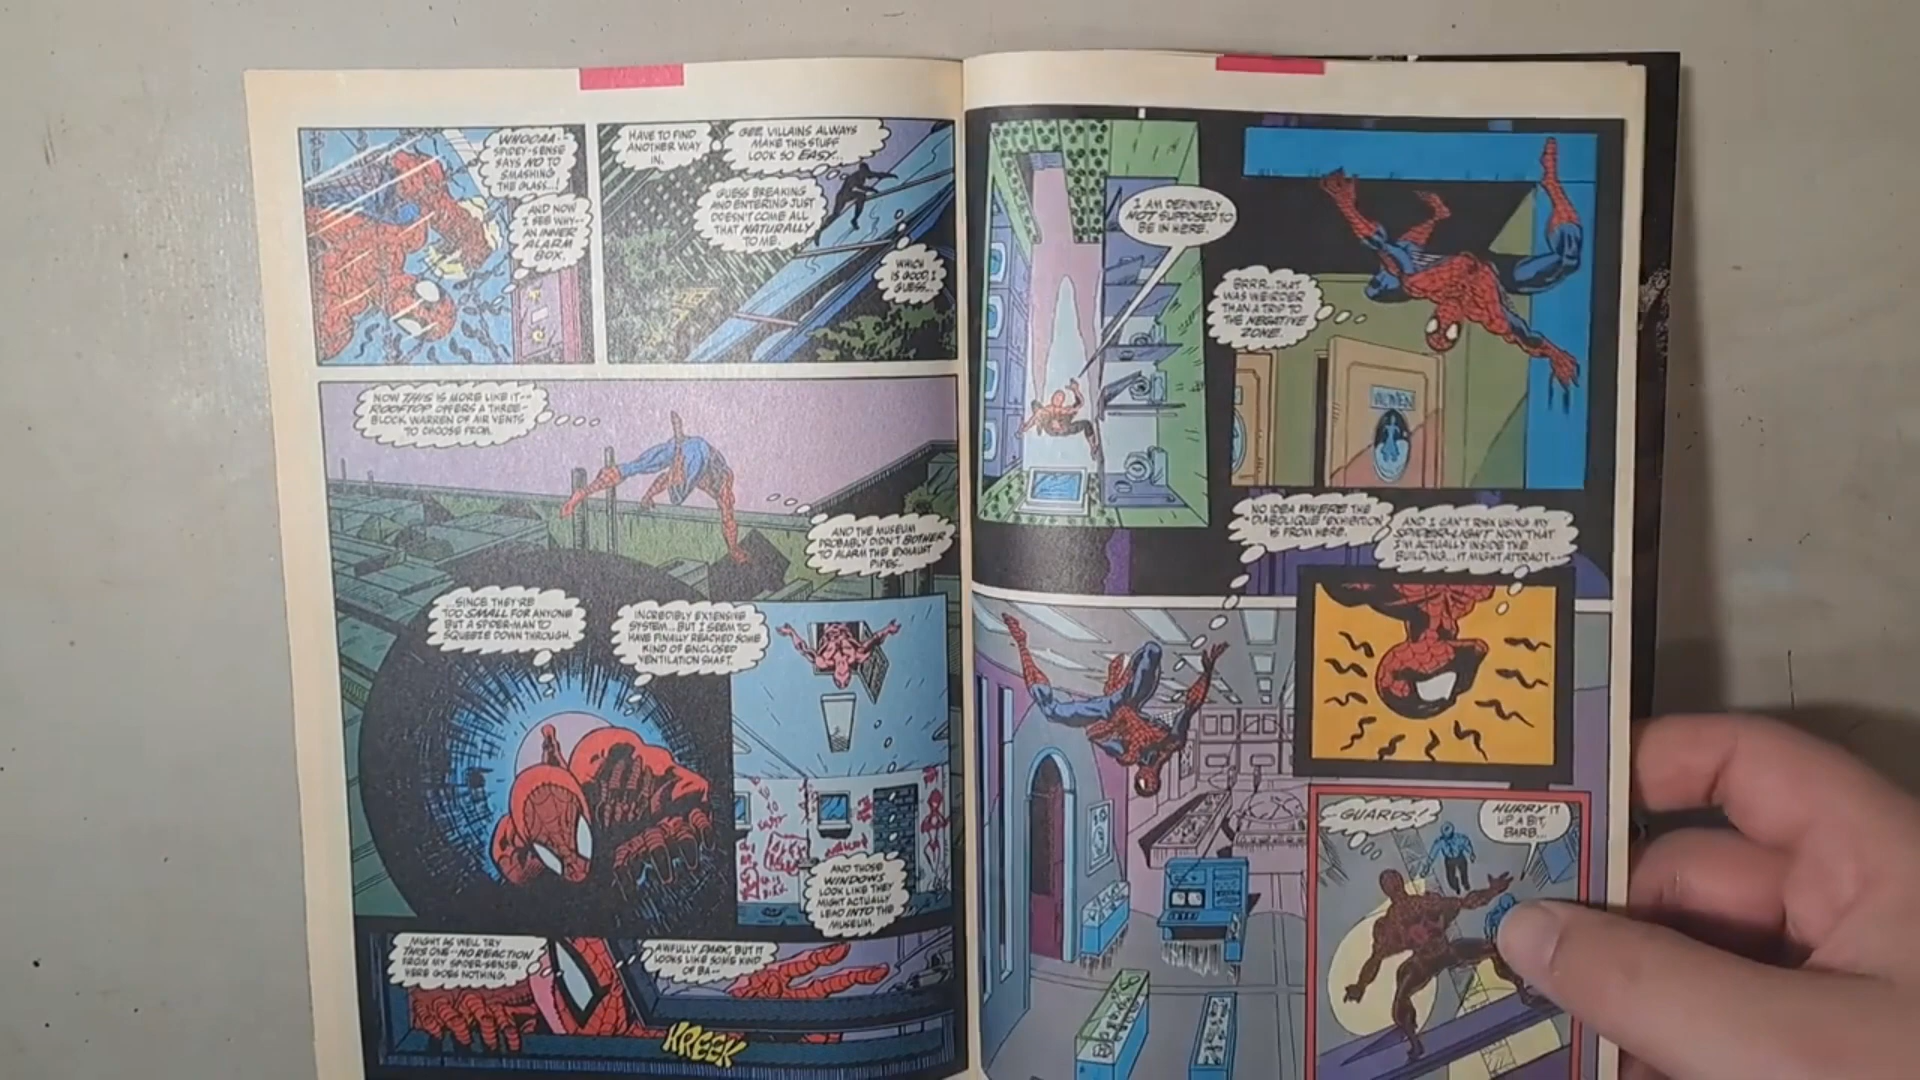 WHOOAA--
SPIDEY-SENSE
SAYS NO TO
SMASHING
THE GLASS...!
AND NOW
I SEE WHY--
AN INNER
ALARM
BOX.
HAVE TO FIND
ANOTHER WAY
IN.
GEE, VILLAINS ALWAYS
MAKE THIS STUFF
LOOK SO EASY...
GUESS BREAKING
AND ENTERING JUST
DOESN'T COME ALL
THAT NATURALLY
TO ME.
WHICH
IS GOOD, I
GUESS...
NOW THIS IS MORE LIKE IT--
ROOFTOP OFFERS A THREE-
BLOCK WARREN OF AIR VENTS
TO CHOOSE FROM.
AND THE MUSEUM
PROBABLY DIDN'T BOTHER
TO ALARM THE EXHAUST
PIPES...
...SINCE THEY'RE
TOO SMALL FOR ANYONE
BUT A SPIDER-MAN TO
SQUEEZE DOWN THROUGH.
INCREDIBLY EXTENSIVE
SYSTEM... BUT I SEEM TO
HAVE FINALLY REACHED SOME
KIND OF ENCLOSED
VENTILATION SHAFT.
AND THOSE
WINDOWS
LOOK LIKE THEY
MIGHT ACTUALLY
LEAD INTO THE
MUSEUM.
MIGHT AS WELL TRY
THIS ONE--NO REACTION
FROM MY SPIDER-SENSE.
HERE GOES NOTHING.
AWFULLY DARK, BUT IT
LOOKS LIKE SOME KIND
OF BA--
KREEK
I AM DEFINITELY
NOT SUPPOSED TO
BE IN HERE.
BRRR...THAT
WAS WEIRDER
THAN A TRIP TO
THE NEGATIVE
ZONE.
WOMEN
NO IDEA WHERE THE
DIABOLIQUE EXHIBITION
IS FROM HERE.
AND I CAN'T RISK USING MY
SPIDER-LIGHT NOW THAT
I'M ACTUALLY INSIDE THE
BUILDING...IT MIGHT ATTRACT--
GUARDS!
HURRY IT
UP A BIT,
BARB...